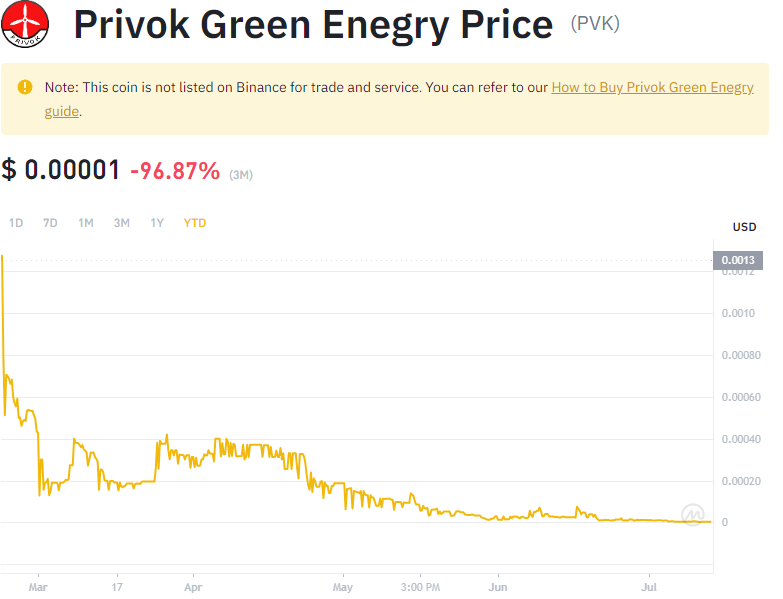 PRIVOK
Privok Green Enegry Price (PVK)
Note: This coin is not listed on Binance for trade and service. You can refer to our How to Buy Privok Green Enegry
guide.
$ 0.00001 -96.87% (3M)
1D 7D 1M 3M 1Y YTD
USD
0.0013
0.0012
0.0010
0.00080
0.00060
0.00040
0.00020
0
Mar 17 Apr May 3:00 PM Jun Jul